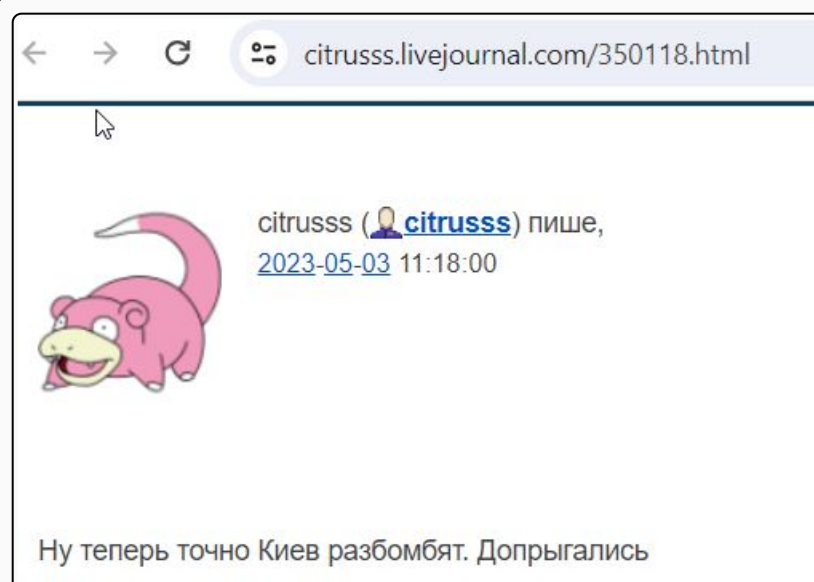 citrusss.livejournal.com/350118.html
citrusss (citrusss) пише,
2023-05-03 11:18:00
Ну теперь точно Киев разбомбят. Допрыгались